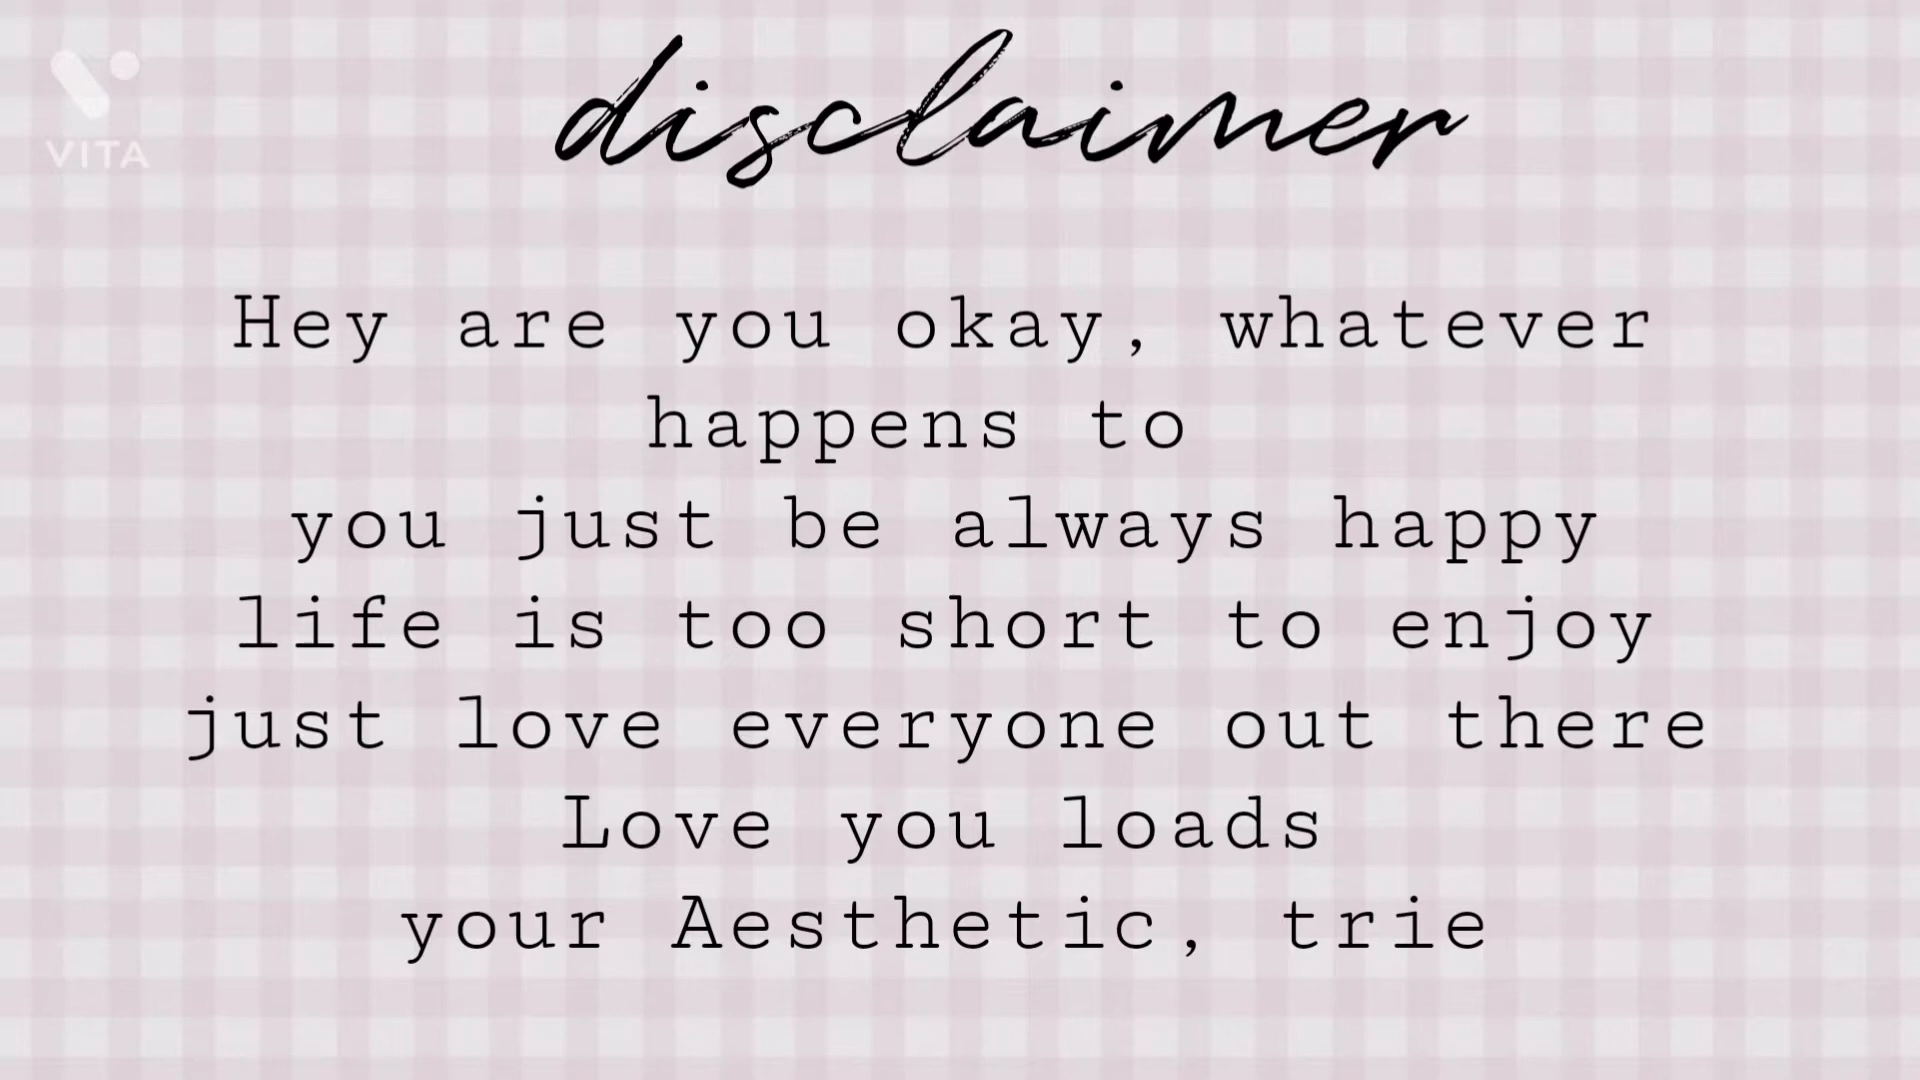 VITA
disclaimer
Hey are you okay, whatever
happens to
you just be always happy
life is too short to enjoy
just love everyone out there
Love you loads
your Aesthetic, trie